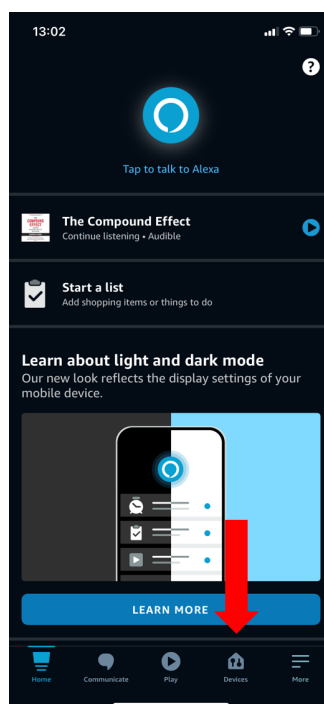 13:02
?
Tap to talk to Alexa
The Compound Effect
Continue listening • Audible
Start a list
Add shopping items or things to do
Learn about light and dark mode
Our new look reflects the display settings of your
mobile device.
LEARN MORE
Home Communicate Play Devices More